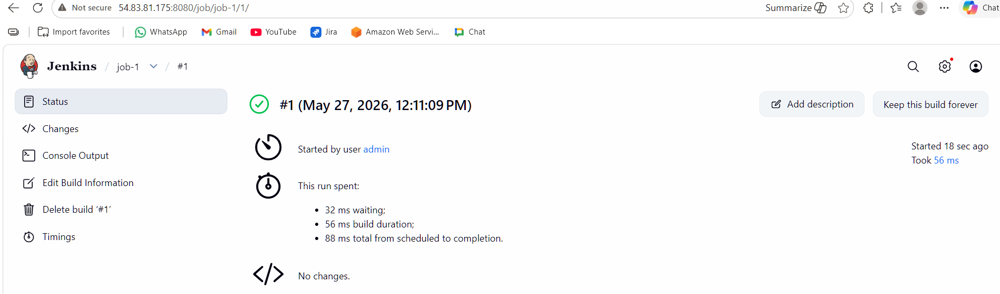 Not secure 54.83.81.175:8080/job/job-1/1/ Summarize Chat
Import favorites WhatsApp Gmail YouTube Jira Amazon Web Servi... Chat
Jenkins / job-1 / #1
Status
Changes
Console Output
Edit Build Information
Delete build ‘#1’
Timings
#1 (May 27, 2026, 12:11:09 PM)
Add description
Keep this build forever
Started by user admin
Started 18 sec ago
Took 56 ms
This run spent:
• 32 ms waiting;
• 56 ms build duration;
• 88 ms total from scheduled to completion.
No changes.